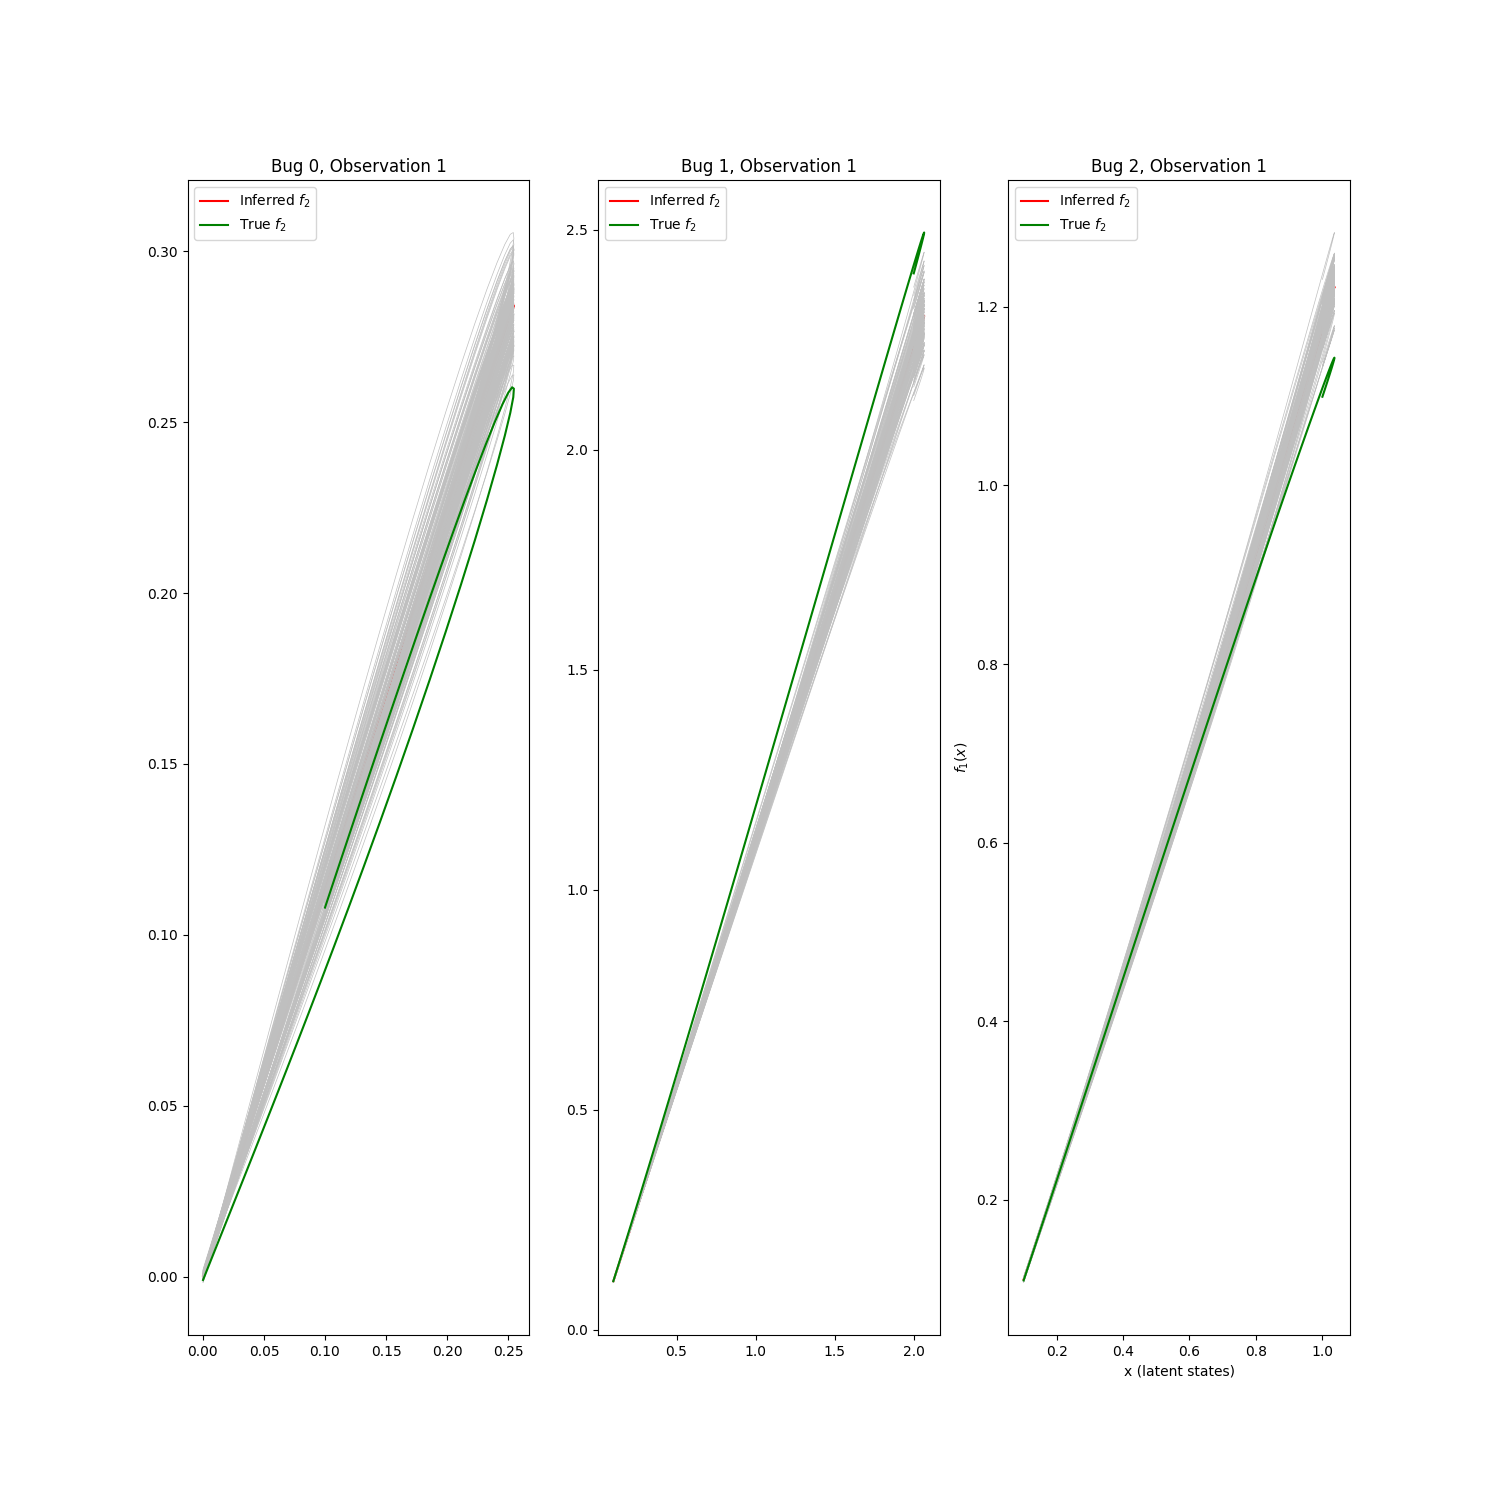 Bug 0, Observation 1
Inferred f₂
True f₂
0.30
0.25
0.20
0.15
0.10
0.05
0.00
0.00 0.05 0.10 0.15 0.20 0.25
Bug 1, Observation 1
Inferred f₂
True f₂
2.5
2.0
1.5
1.0
0.5
0.0
0.5 1.0 1.5 2.0
Bug 2, Observation 1
Inferred f₂
True f₂
f₁(x)
1.2
1.0
0.8
0.6
0.4
0.2
0.2 0.4 0.6 0.8 1.0
x (latent states)